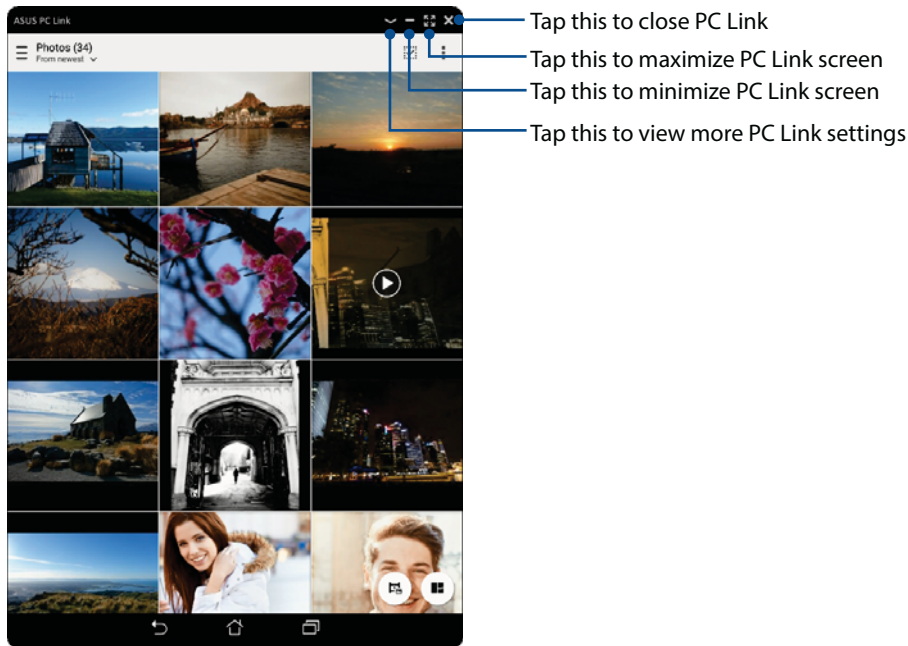 ASUS PC Link
Tap this to close PC Link
Photos (34)
From newest
Tap this to maximize PC Link screen
Tap this to minimize PC Link screen
Tap this to view more PC Link settings